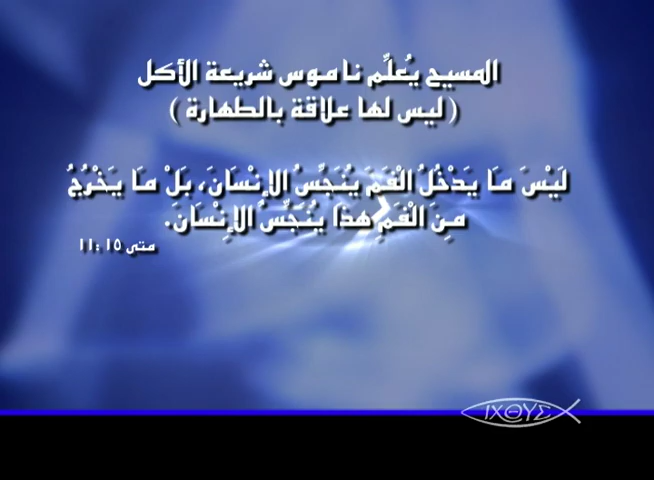 المسيح يُعلِّم ناموس شريعة الأكل
(ليس لها علاقة بالطهارة)
لَيْسَ مَا يَدْخُلُ الْفَمَ يُنَجِّسُ الإِنْسَانَ، بَلْ مَا يَخْرُجُ
مِنَ الْفَمِ هذَا يُنَجِّسُ الإِنْسَانَ.
متى ١٥: ١١
ΙΧΘΥΣ